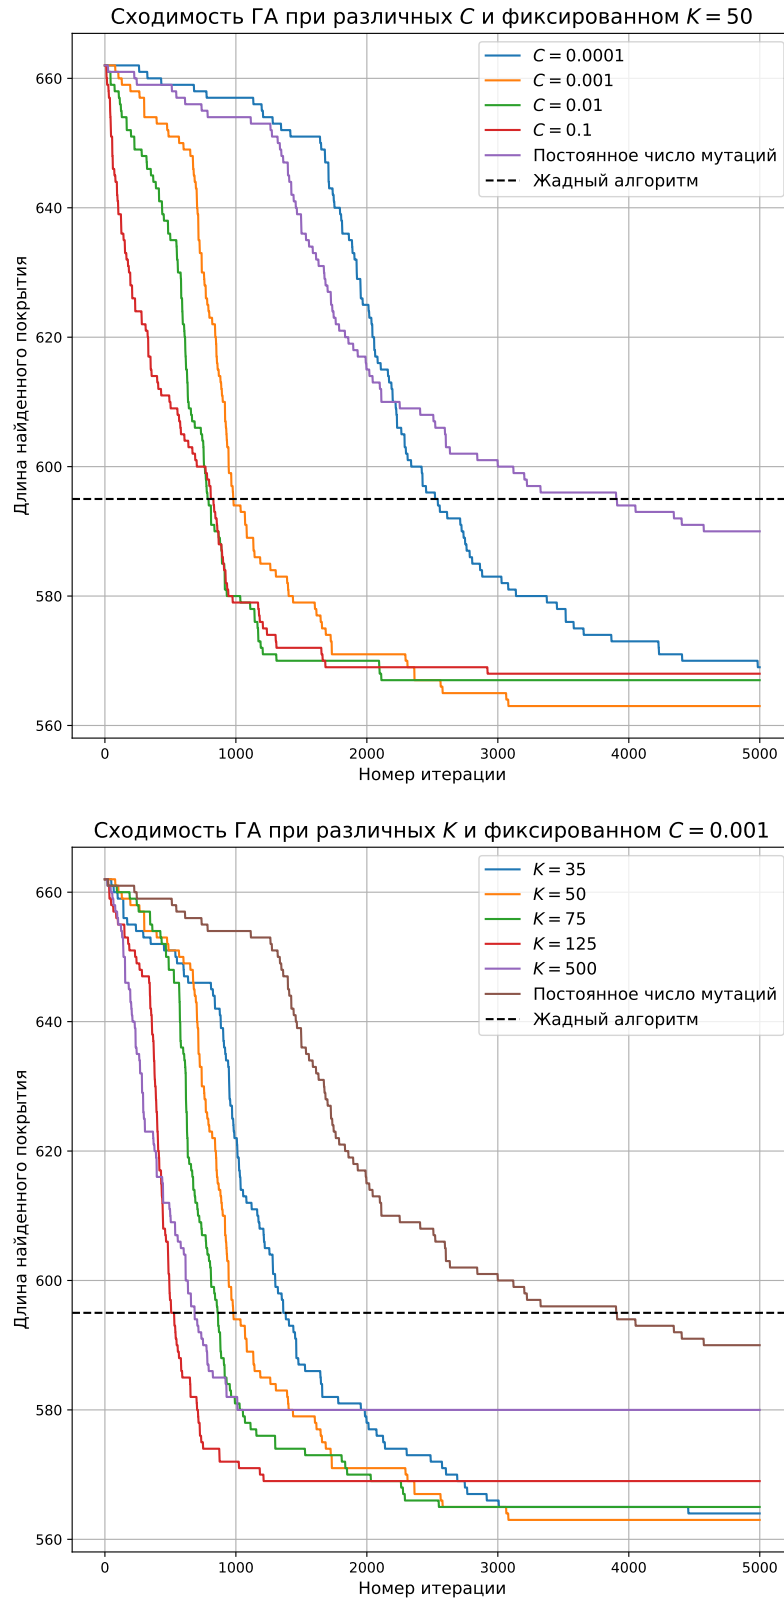 Сходимость ГА при различных C и фиксированном K = 50
C = 0.0001
C = 0.001
C = 0.01
C = 0.1
Постоянное число мутаций
Жадный алгоритм
Длина найденного покрытия
660
640
620
600
580
560
0 1000 2000 3000 4000 5000
Номер итерации
Сходимость ГА при различных K и фиксированном C = 0.001
K = 35
K = 50
K = 75
K = 125
K = 500
Постоянное число мутаций
Жадный алгоритм
Длина найденного покрытия
660
640
620
600
580
560
0 1000 2000 3000 4000 5000
Номер итерации